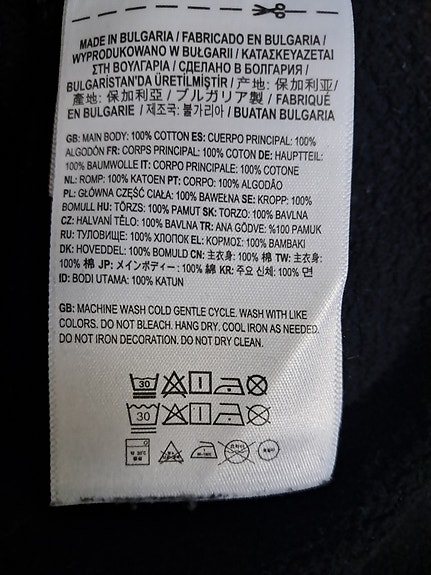 MADE IN BULGARIA / FABRICADO EN BULGARIA /
WYPRODUKOWANO W BUŁGARII / ΚΑΤΑΣΚΕΥΑΖΕΤΑΙ
ΣΤΗ ΒΟΥΛΓΑΡΙΑ / СДЕЛАНО В БОЛГАРИИ /
BULGARİSTAN'DA ÜRETİLMİŞTİR / 产地: 保加利亚/
產地: 保加利亞 / ブルガリア製 / FABRIQUÉ
EN BULGARIE / 제조국: 불가리아 / BUATAN BULGARIA
GB: MAIN BODY: 100% COTTON ES: CUERPO PRINCIPAL: 100%
ALGODÓN FR: CORPS PRINCIPAL: 100% COTON DE: HAUPTTEIL:
100% BAUMWOLLE IT: CORPO PRINCIPALE: 100% COTONE
NL: ROMP: 100% KATOEN PT: CORPO: 100% ALGODÃO
PL: GŁÓWNA CZĘŚĆ CIAŁA: 100% BAWEŁNA SE: KROPP: 100%
BOMULL HU: TÖRZS: 100% PAMUT SK: TORZO: 100% BAVLNA
CZ: HALVANÍ TĚLO: 100% BAVLNA TR: ANA GÖDVE: %100 PAMUK
RU: ТУЛОВИЩЕ: 100% ХЛОПОК EL: ΚΟΡΜΟΣ: 100% ΒΑΜΒΑΚΙ
DK: HOVEDDEL: 100% BOMULD CN: 主衣身: 100% 棉 TW: 主衣身:
100% 棉 JP: メインボディー : 100% 綿 KR: 주요 신체: 100% 면
ID: BODI UTAMA: 100% KATUN
GB: MACHINE WASH COLD GENTLE CYCLE. WASH WITH LIKE
COLORS. DO NOT BLEACH. HANG DRY. COOL IRON AS NEEDED.
DO NOT IRON DECORATION. DO NOT DRY CLEAN.
30
30